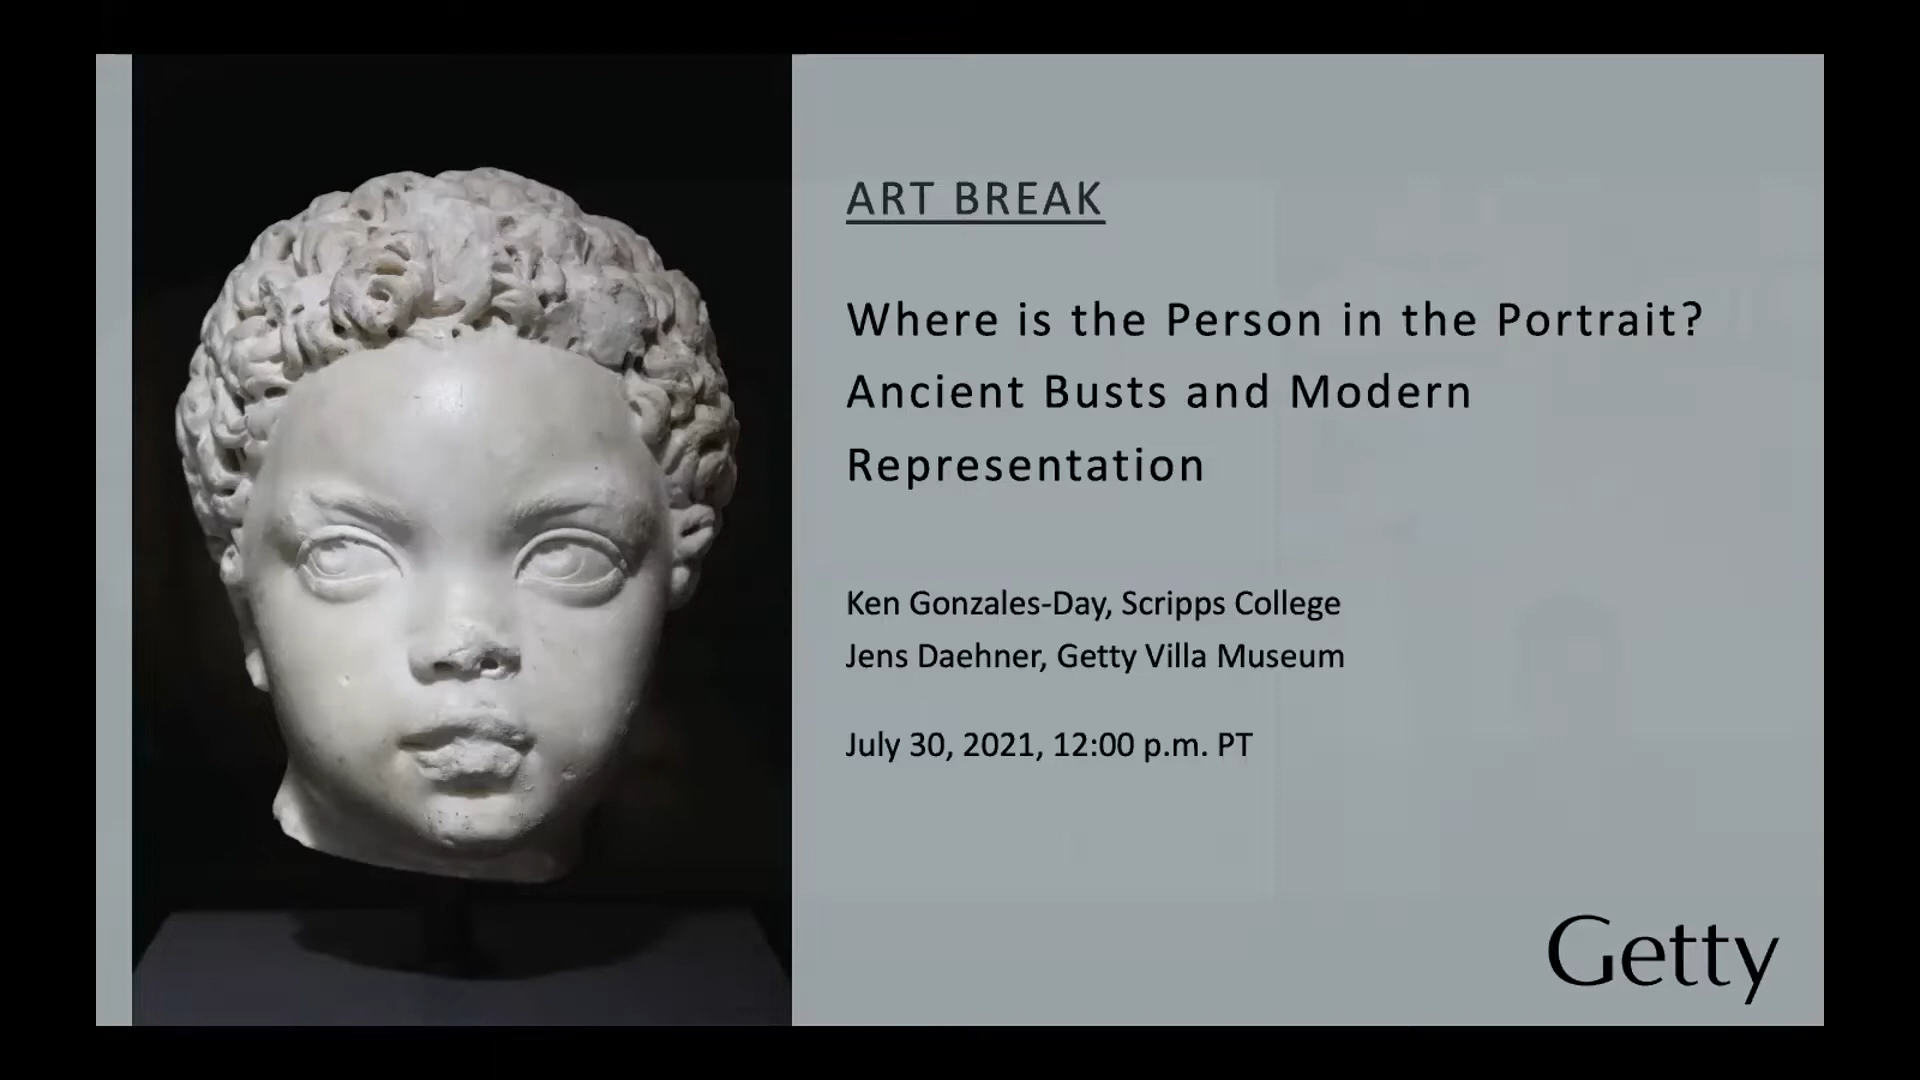 ART BREAK
Where is the Person in the Portrait?
Ancient Busts and Modern
Representation
Ken Gonzales-Day, Scripps College
Jens Daehner, Getty Villa Museum
July 30, 2021, 12:00 p.m. PT
Getty